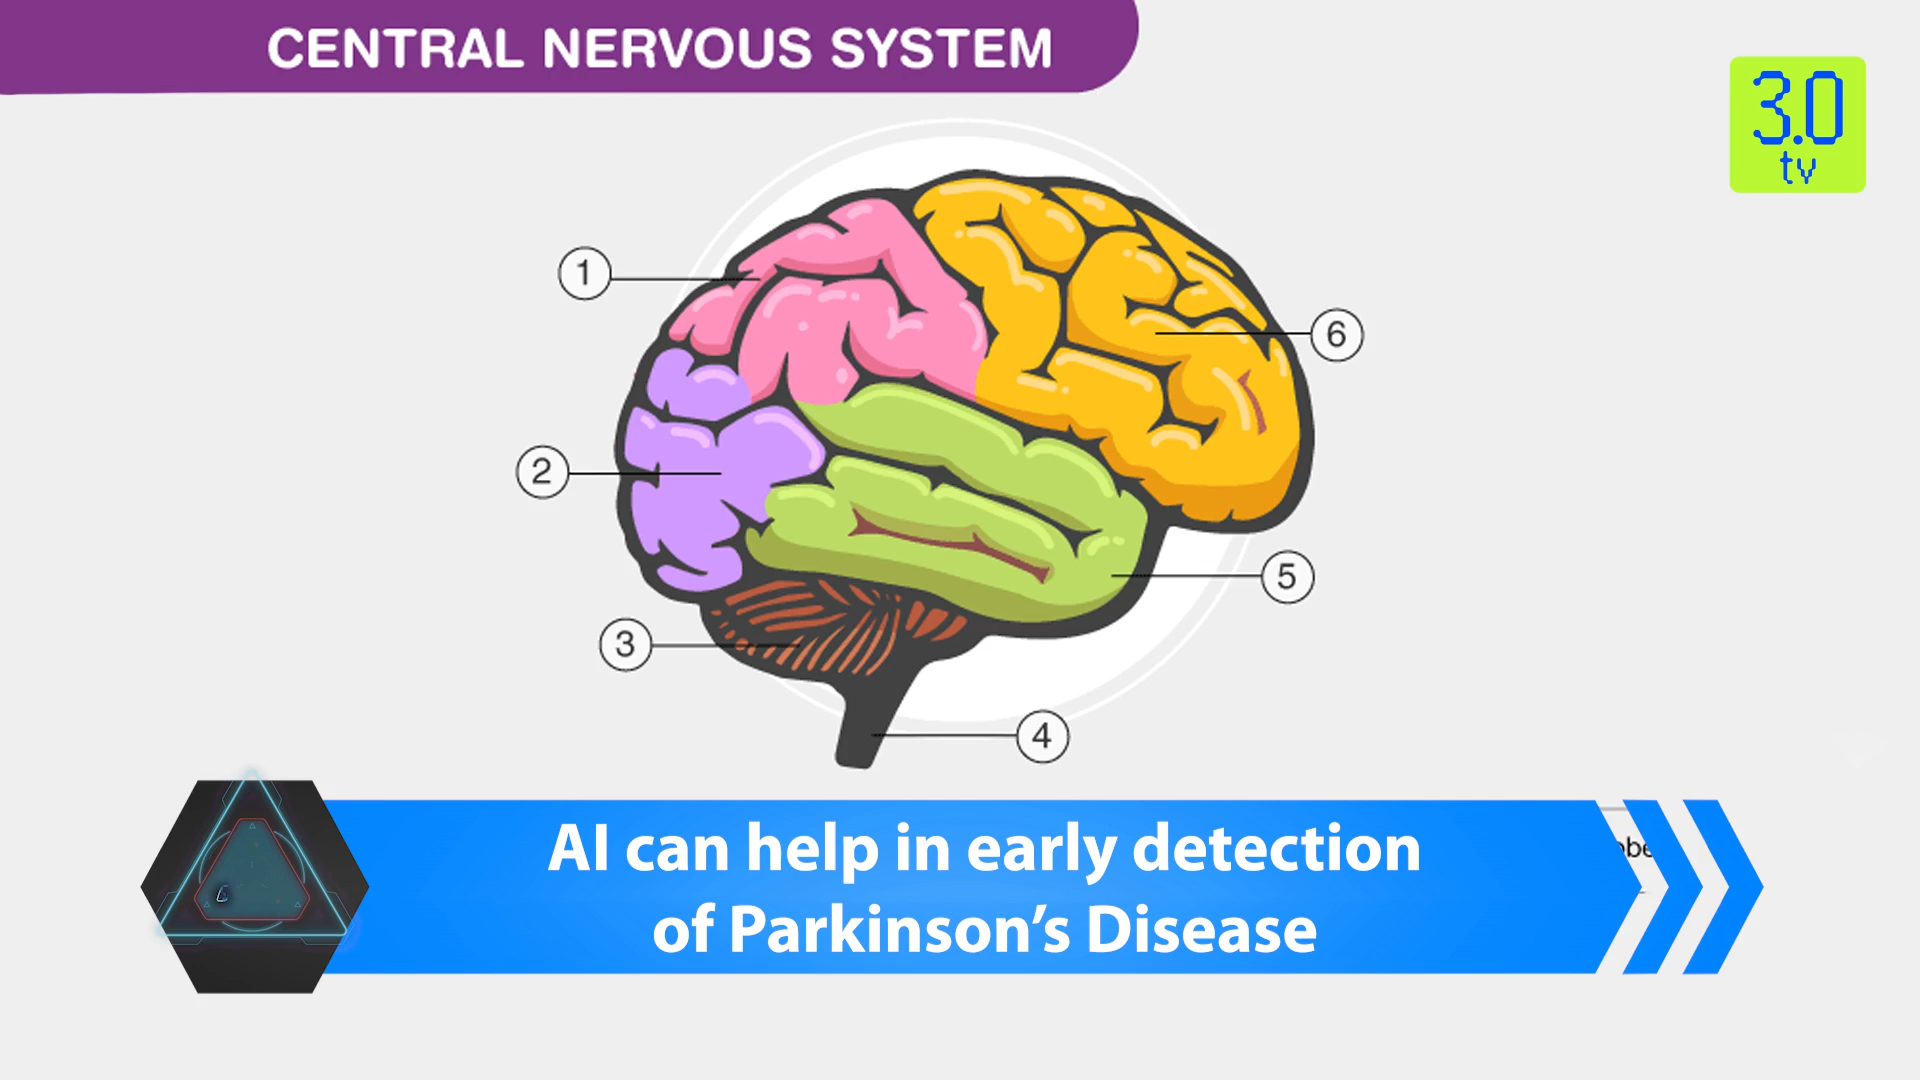 CENTRAL NERVOUS SYSTEM
3.0
tv
1
6
2
5
3
4
AI can help in early detection
of Parkinson’s Disease